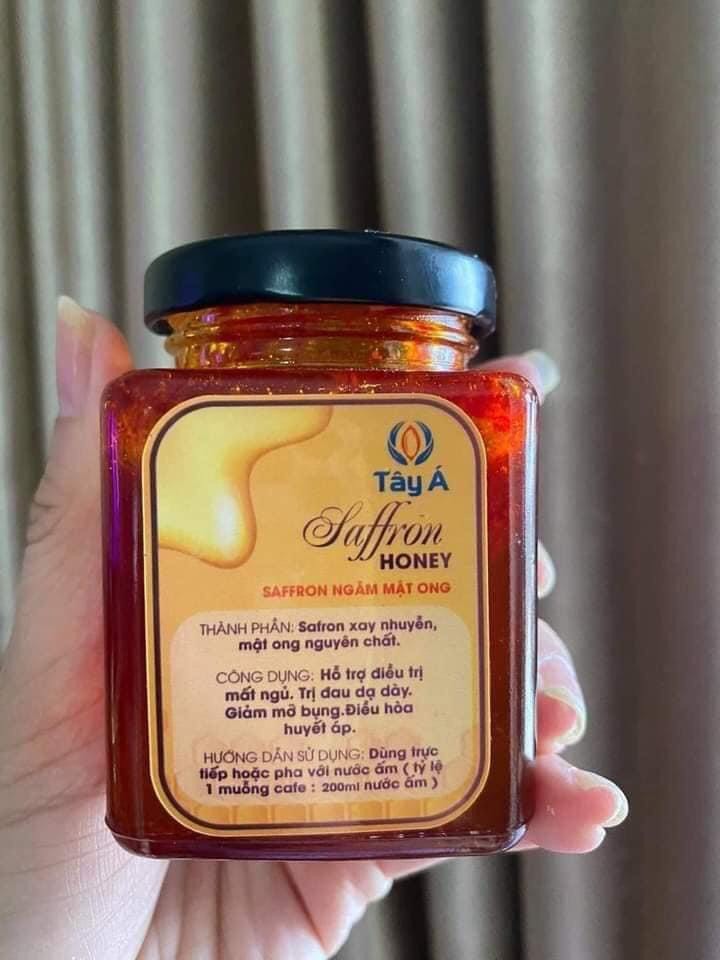 Tây Á
Saffron
HONEY
SAFFRON NGÂM MẬT ONG
THÀNH PHẦN: Safron xay nhuyễn,
mật ong nguyên chất.
CÔNG DỤNG: Hỗ trợ điều trị
mất ngủ. Trị đau dạ dày.
Giảm mỡ bụng.Điều hòa
huyết áp.
HƯỚNG DẪN SỬ DỤNG: Dùng trực
tiếp hoặc pha với nước ấm ( tỷ lệ
1 muỗng cafe : 200ml nước ấm )